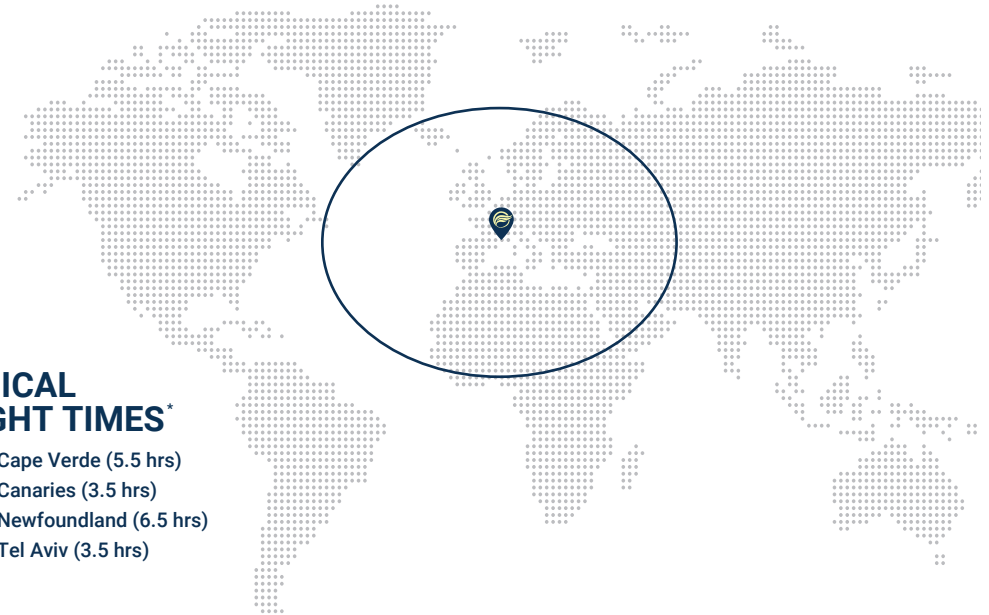 ICAL
GHT TIMES*
Cape Verde (5.5 hrs)
Canaries (3.5 hrs)
Newfoundland (6.5 hrs)
Tel Aviv (3.5 hrs)